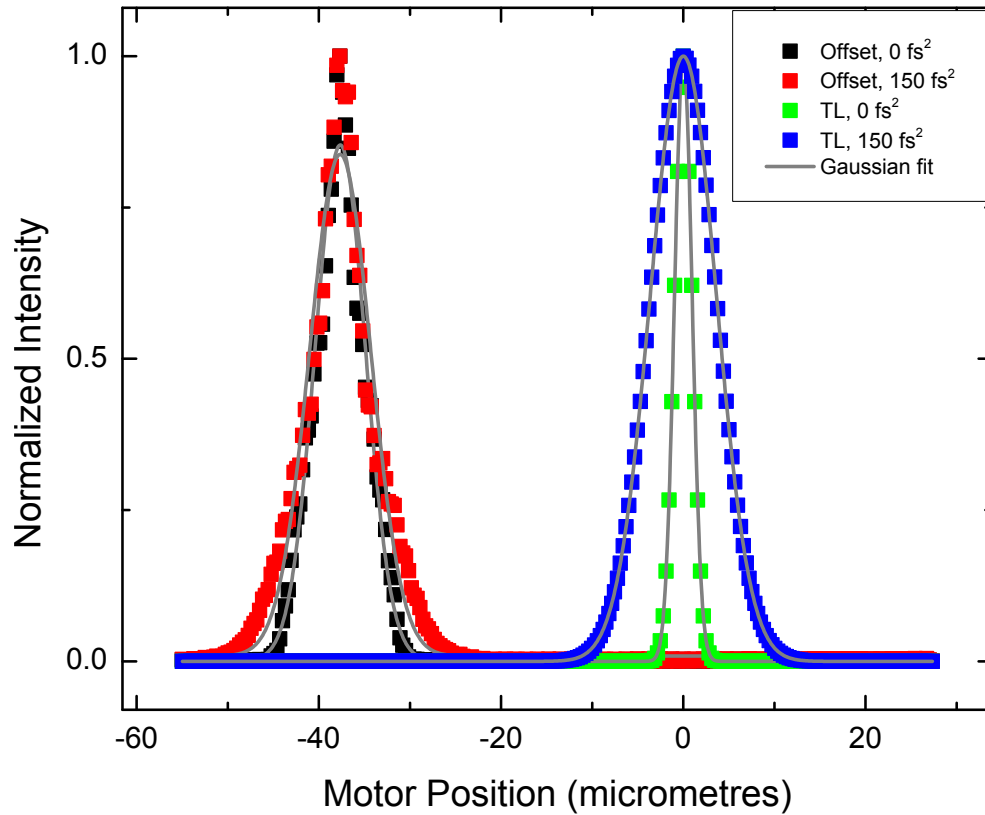 Offset, 0 fs²
Offset, 150 fs²
TL, 0 fs²
TL, 150 fs²
Gaussian fit
1.0
0.5
0.0
Normalized Intensity
-60
-40
-20
0
20
Motor Position (micrometres)